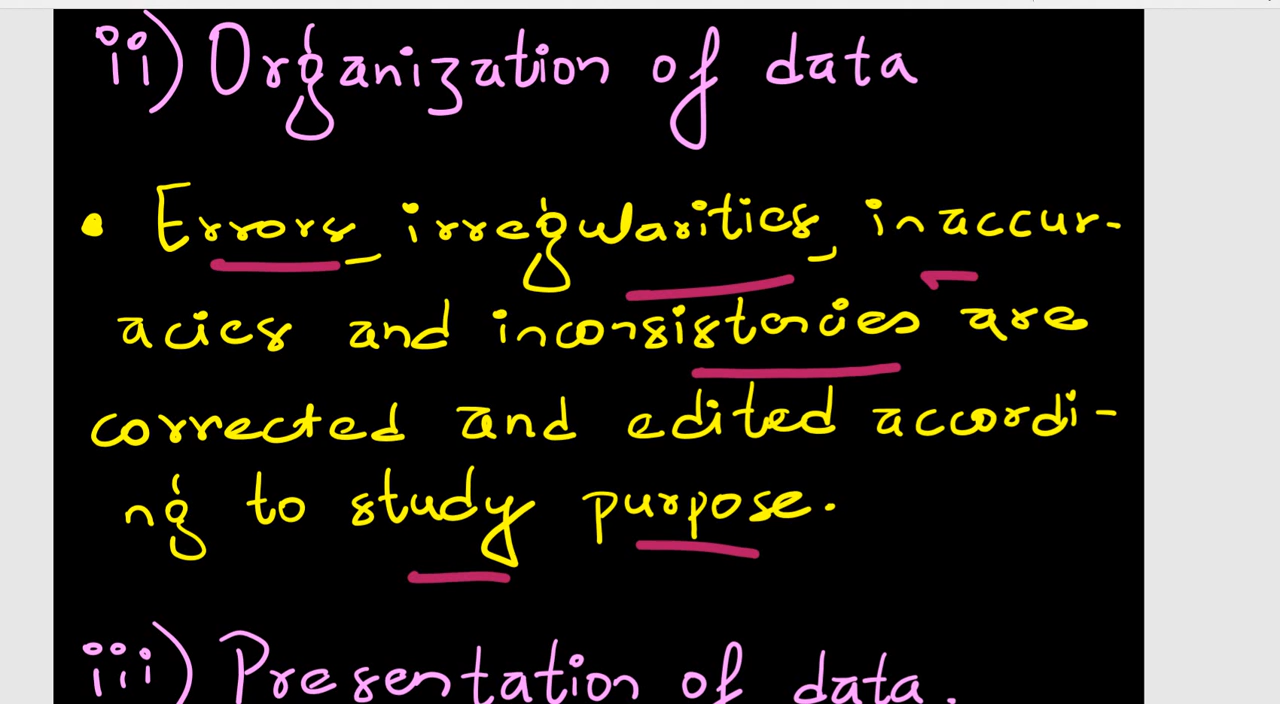 ii) Organization of data
• Errors, irregularities, inaccur-
acies and inconsistencies are
corrected and edited accordi-
ng to study purpose.
iii) Presentation of data.